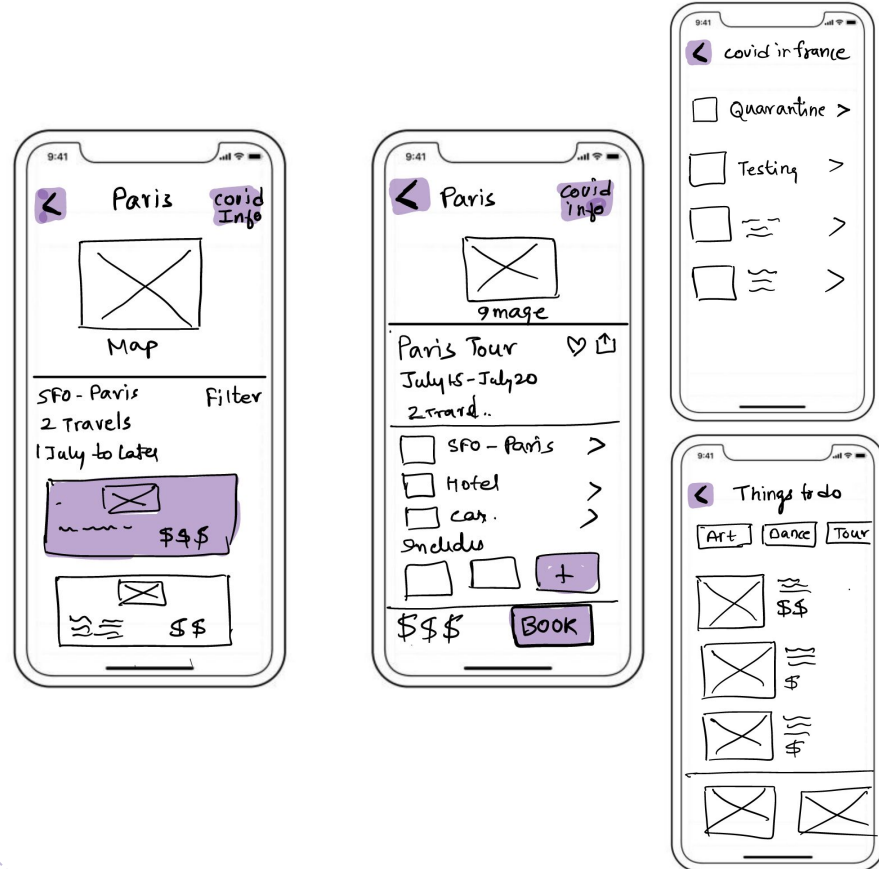 9:41
Paris
covid
Info
Map
SFO - Paris
Filter
2 Travels
1 July to Later
$$$
$$
9:41
Paris
covid
info
Image
Paris Tour
July 15 - July 20
SFO - Paris >
Hotel >
car. >
Includes
+
$$$
BOOK
9:41
covid in france
Quarantine >
Testing >
>
>
9:41
Things to do
Art
Dance
Tour
$$
$
$